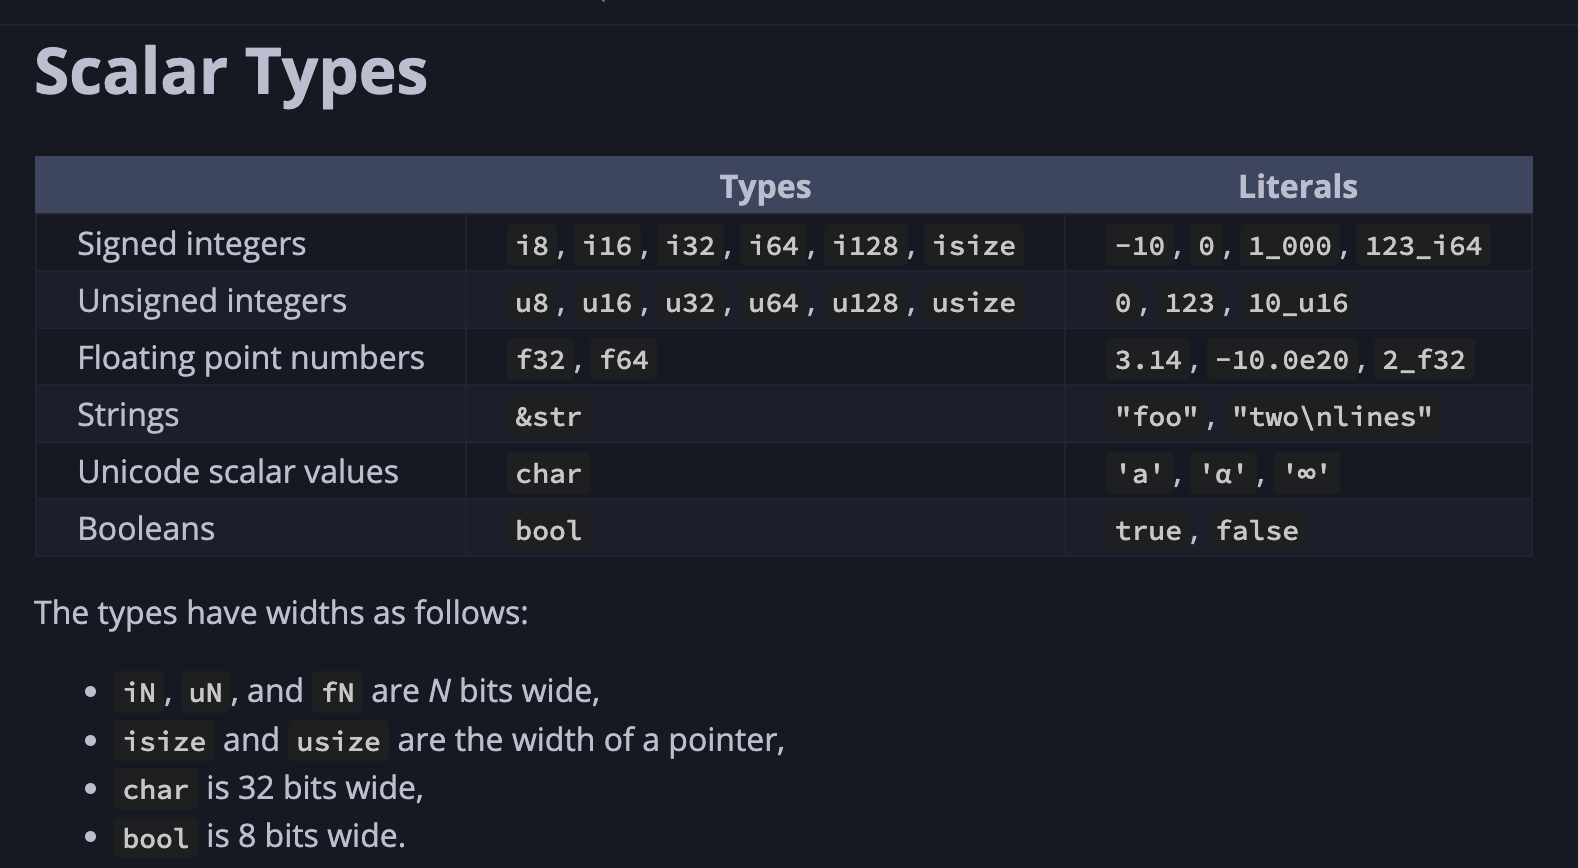 Scalar Types
Types Literals
Signed integers i8, i16, i32, i64, i128, isize -10, 0, 1_000, 123_i64
Unsigned integers u8, u16, u32, u64, u128, usize 0, 123, 10_u16
Floating point numbers f32, f64 3.14, -10.0e20, 2_f32
Strings &str "foo", "two\nlines"
Unicode scalar values char 'a', 'α', '∞'
Booleans bool true, false
The types have widths as follows:
• iN, uN, and fN are N bits wide,
• isize and usize are the width of a pointer,
• char is 32 bits wide,
• bool is 8 bits wide.